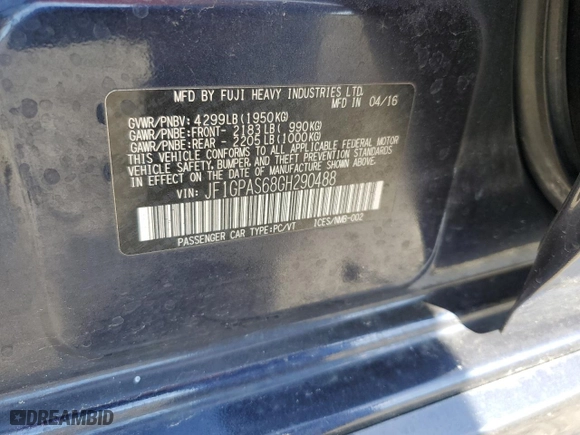 MFD BY FUJI HEAVY INDUSTRIES LTD.
MFD IN 04/16
GVWR/PNBV: 4299LB(1950KG)
GAWR/PNBE:FRONT- 2183LB( 990KG)
GAWR/PNBE:REAR - 2205LB(1000KG)
THIS VEHICLE CONFORMS TO ALL APPLICABLE FEDERAL MOTOR
VEHICLE SAFETY, BUMPER, AND THEFT PREVENTION STANDARDS
IN EFFECT ON THE DATE OF MANUFACTURE SHOWN ABOVE.
VIN: JF1GPAS68GH290488
PASSENGER CAR TYPE:PC/VT ICES/NMB-002
DREAMBID